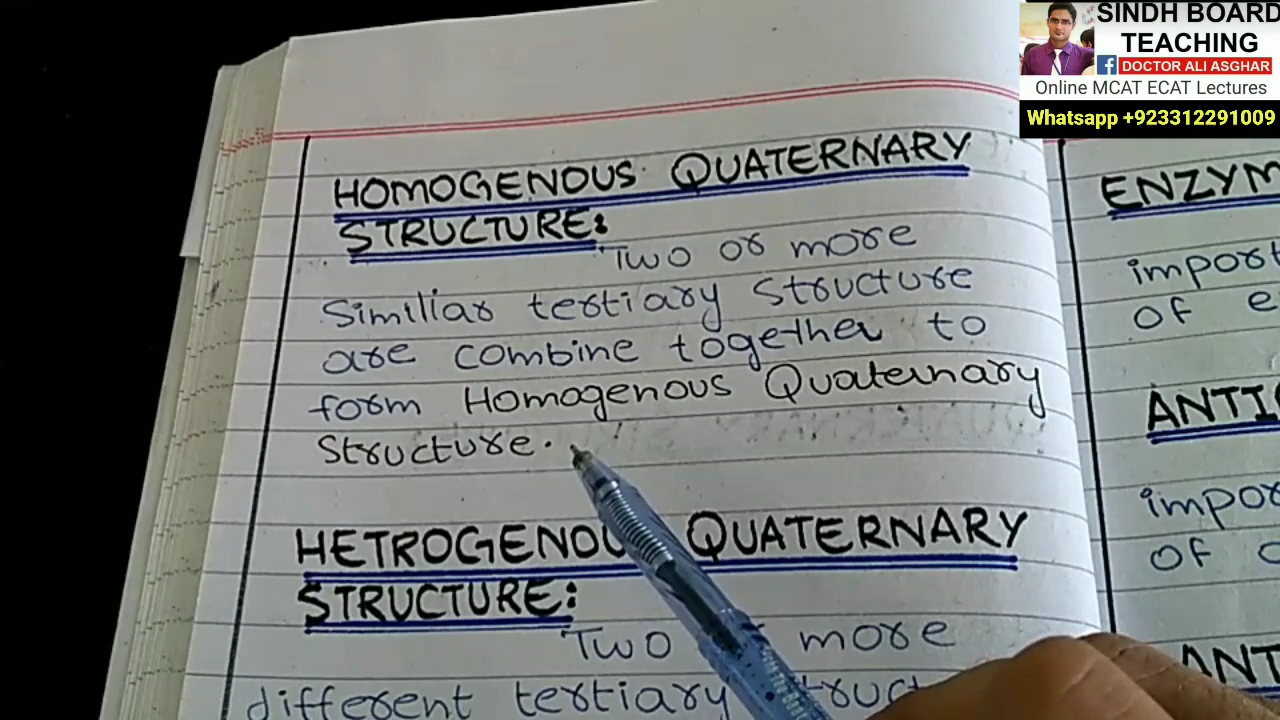 SINDH BOARD
TEACHING
f DOCTOR ALI ASGHAR
Online MCAT ECAT Lectures
Whatsapp +923312291009
HOMOGENOUS QUATERNARY
STRUCTURE:
Two or more
Similiar tertiary structure
are combine together to
form Homogenous Quaternary
Structure.
HETROGENOU QUATERNARY
STRUCTURE:
Two more
different tertiary
ENZYM
import
of e
ANTI
impor
of
ANT